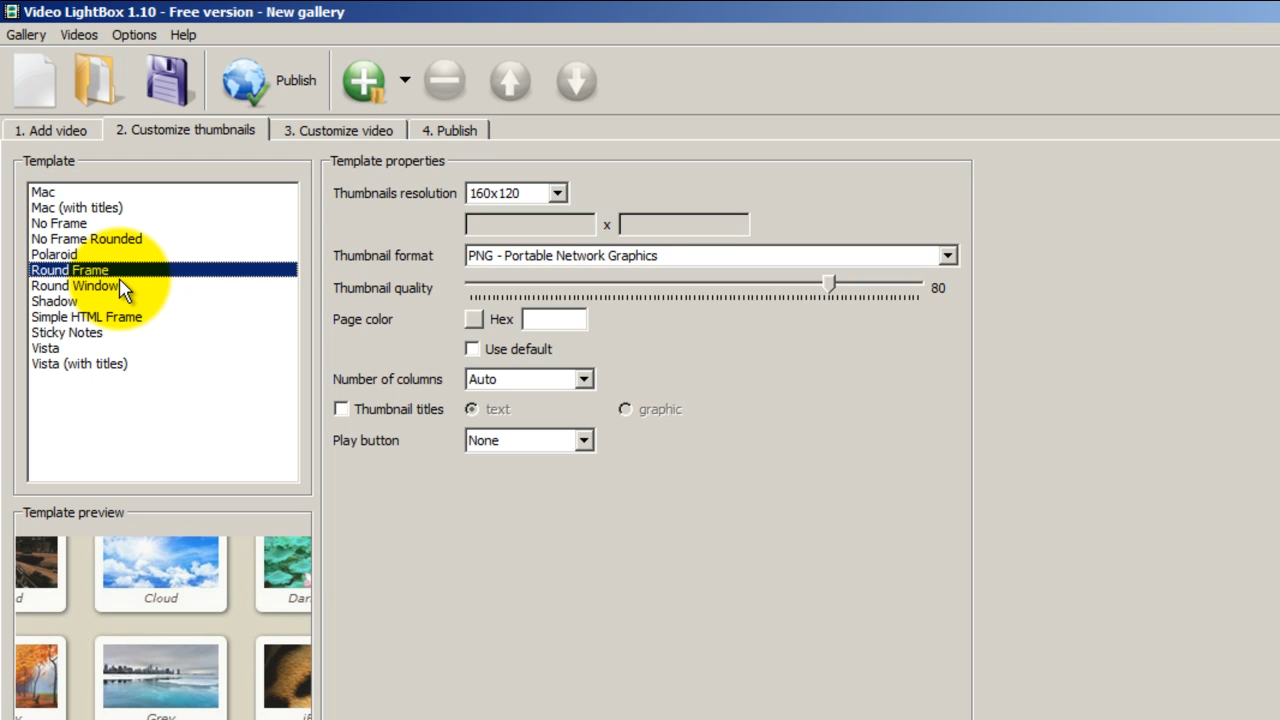 Video LightBox 1.10 - Free version - New gallery
Gallery Videos Options Help
Publish
1. Add video 2. Customize thumbnails 3. Customize video 4. Publish
Template
Mac
Mac (with titles)
No Frame
No Frame Rounded
Polaroid
Round Frame
Round Window
Shadow
Simple HTML Frame
Sticky Notes
Vista
Vista (with titles)
Template properties
Thumbnails resolution 160x120
x
Thumbnail format PNG - Portable Network Graphics
Thumbnail quality 80
Page color Hex
Use default
Number of columns Auto
Thumbnail titles text graphic
Play button None
Template preview
Cloud
Grey